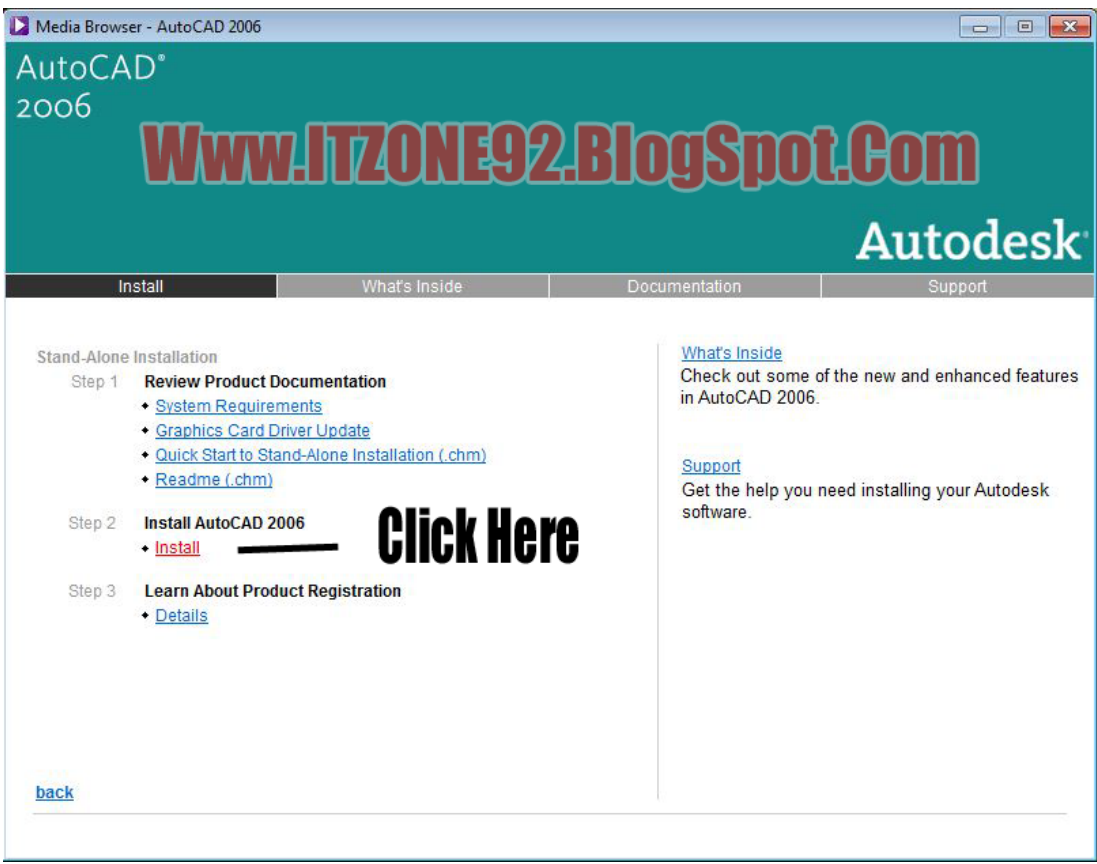 Media Browser - AutoCAD 2006
AutoCAD®
2006
Www.ITZONE92.BlogSpot.Com
Autodesk®
Install What's Inside Documentation Support
Stand-Alone Installation
Step 1 Review Product Documentation
System Requirements
Graphics Card Driver Update
Quick Start to Stand-Alone Installation (.chm)
Readme (.chm)
Step 2 Install AutoCAD 2006
Install
Click Here
Step 3 Learn About Product Registration
Details
What's Inside
Check out some of the new and enhanced features
in AutoCAD 2006.
Support
Get the help you need installing your Autodesk
software.
back